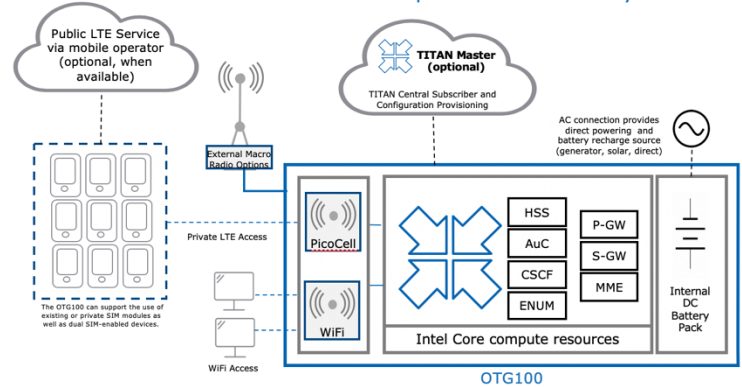 Public LTE Service
via mobile operator
(optional, when
available)
TITAN Master
(optional)
TITAN Central Subscriber and
Configuration Provisioning
AC connection provides
direct powering and
battery recharge source
(generator, solar, direct)
External Macro
Radio Options
Private LTE Access
PicoCell
WiFi
WiFi Access
The OTG100 can support the use of
existing or private SIM modules as
well as dual SIM-enabled devices.
HSS
AuC
CSCF
ENUM
P-GW
S-GW
MME
Intel Core compute resources
Internal
DC
Battery
Pack
OTG100